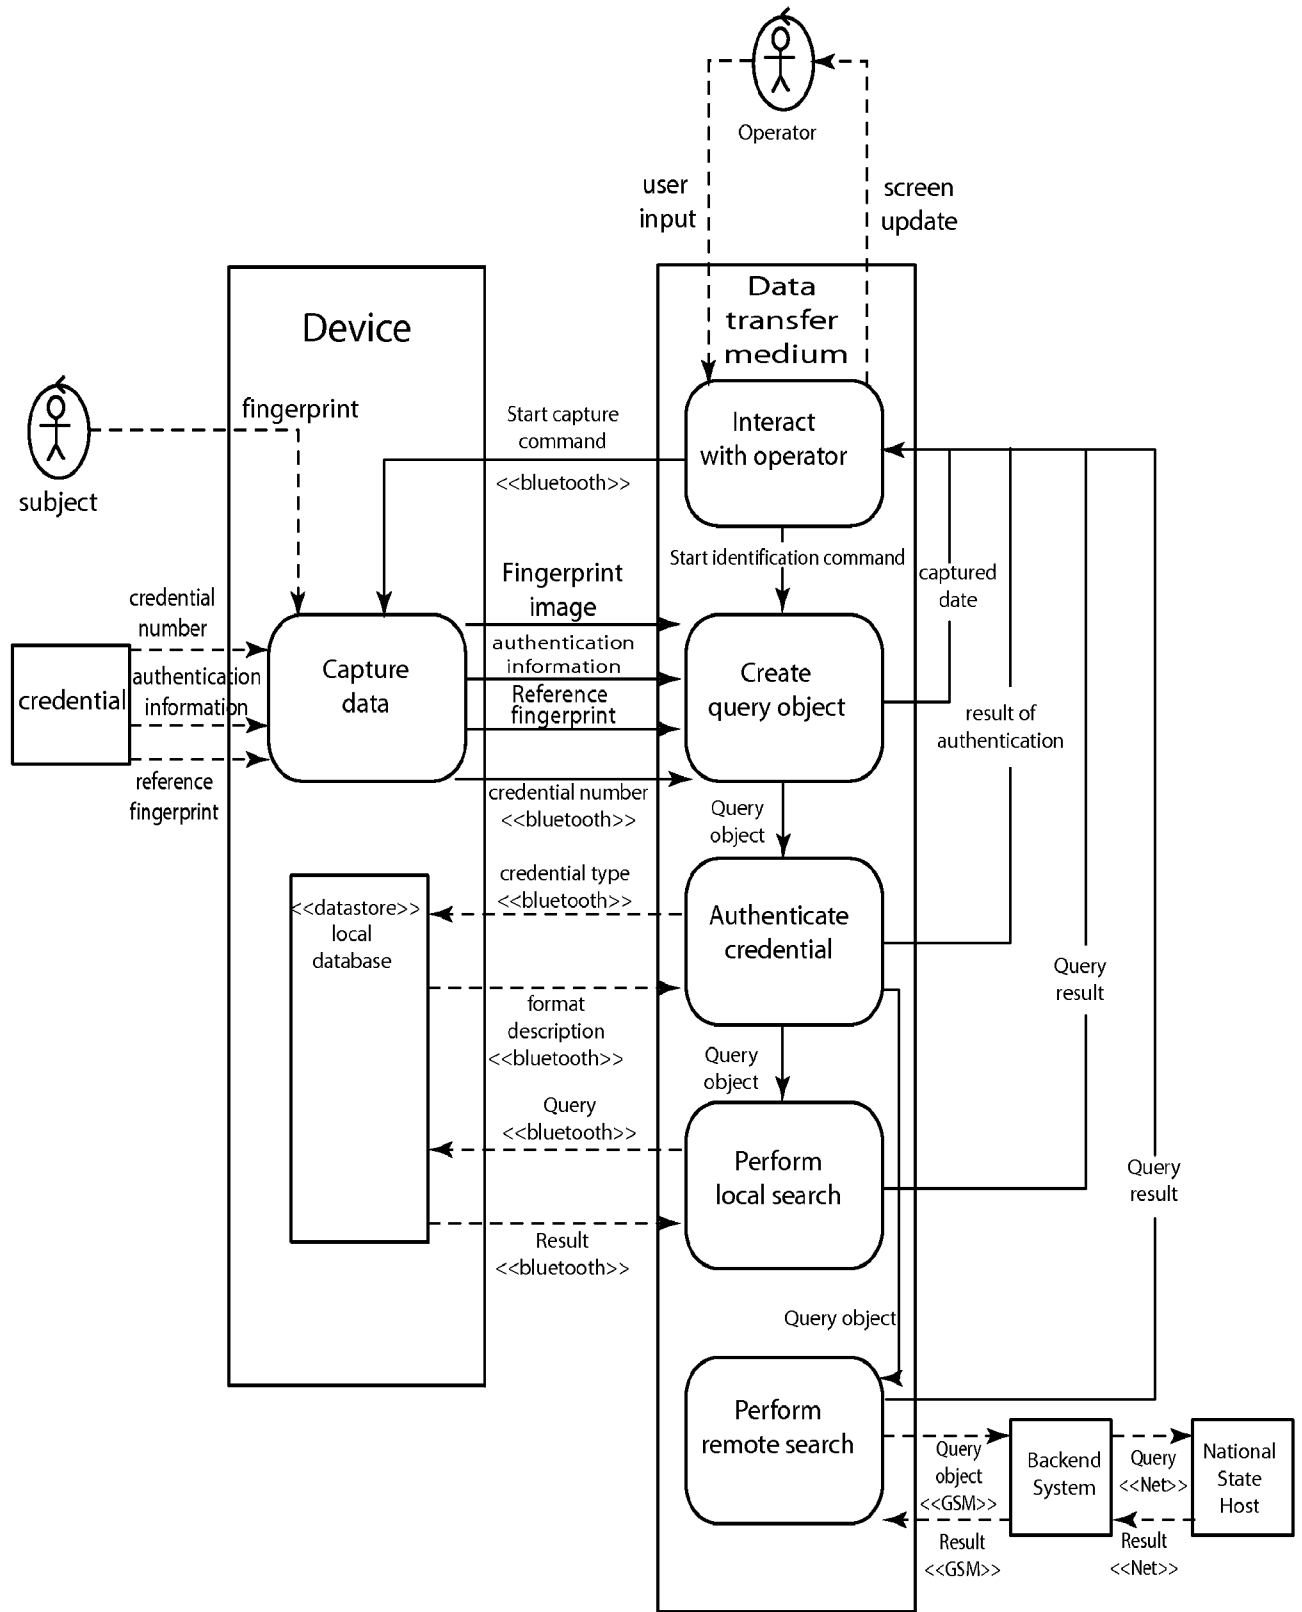 Operator
user
input
screen
update
Data
transfer
medium
Device
fingerprint
subject
Start capture
command
<<bluetooth>>
Interact
with operator
Start identification command
captured
date
Fingerprint
image
authentication
information
Reference
fingerprint
credential number
<<bluetooth>>
credential
number
authentication
information
reference
fingerprint
credential
Capture
data
Create
query object
result of
authentication
Query
object
credential type
<<bluetooth>>
<<datastore>>
local
database
Authenticate
credential
format
description
<<bluetooth>>
Query
object
Query
result
Query
<<bluetooth>>
Perform
local search
Query
result
Result
<<bluetooth>>
Query object
Perform
remote search
Query
object
<<GSM>>
Result
<<GSM>>
Backend
System
Query
<<Net>>
Result
<<Net>>
National
State
Host